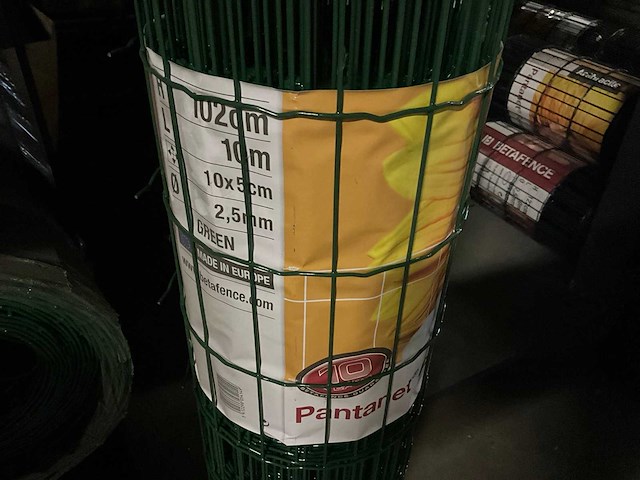 H 102cm
L 10m
10x5cm
Ø 2,5mm
GREEN
MADE IN EUROPE
www.betafence.com
10
Pantanet
BETAFENCE